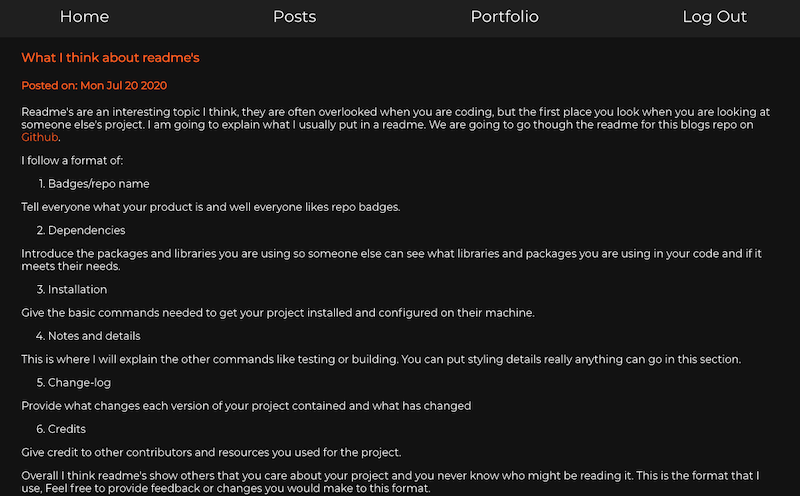 Home Posts Portfolio Log Out
What I think about readme's
Posted on: Mon Jul 20 2020
Readme's are an interesting topic I think, they are often overlooked when you are coding, but the first place you look when you are looking at
someone else's project. I am going to explain what I usually put in a readme. We are going to go though the readme for this blogs repo on
Github.
I follow a format of:
1. Badges/repo name
Tell everyone what your product is and well everyone likes repo badges.
2. Dependencies
Introduce the packages and libraries you are using so someone else can see what libraries and packages you are using in your code and if it
meets their needs.
3. Installation
Give the basic commands needed to get your project installed and configured on their machine.
4. Notes and details
This is where I will explain the other commands like testing or building. You can put styling details really anything can go in this section.
5. Change-log
Provide what changes each version of your project contained and what has changed
6. Credits
Give credit to other contributors and resources you used for the project.
Overall I think readme's show others that you care about your project and you never know who might be reading it. This is the format that I
use, Feel free to provide feedback or changes you would make to this format.